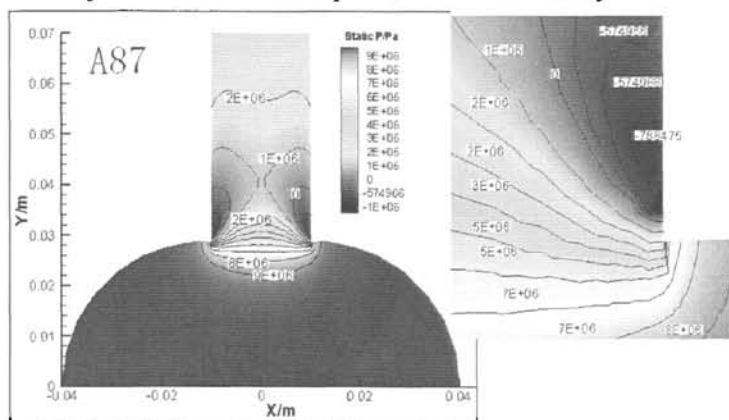 A87
Static P/Pa
9E+06
8E+06
7E+06
6E+06
5E+06
4E+06
3E+06
2E+06
1E+06
0
-574966
-1E+06
Y/m
0.07
0.06
0.05
0.04
0.03
0.02
0.01
0
2E+06
1E+06
0
2E+06
8E+06
9E+06
-0.04
-0.02
0
0.02
0.04
X/m
-574966
1E+06
0
-574966
2E+06
-788475
2E+06
3E+06
5E+06
5E+06
7E+06
7E+06
8E+06